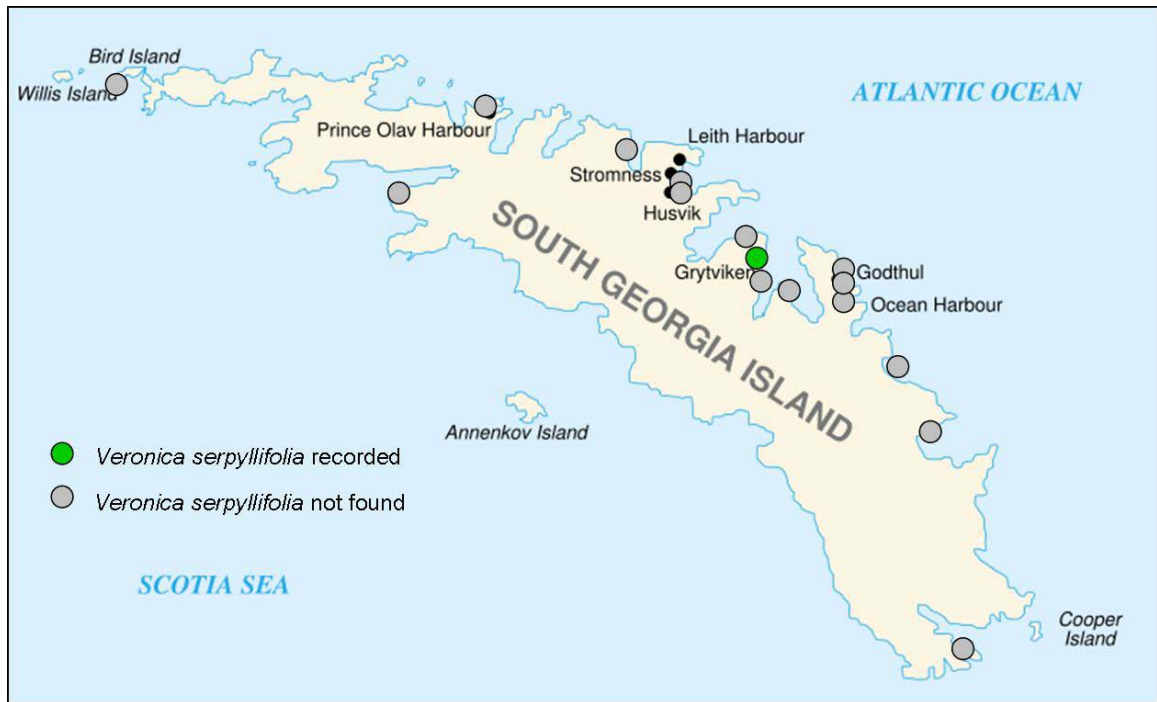 Bird Island
Willis Island
ATLANTIC OCEAN
Prince Olav Harbour
Leith Harbour
Stromness
Husvik
SOUTH GEORGIA ISLAND
Grytviken
Godthul
Ocean Harbour
Annenkov Island
Veronica serpyllifolia recorded
Veronica serpyllifolia not found
SCOTIA SEA
Cooper
Island